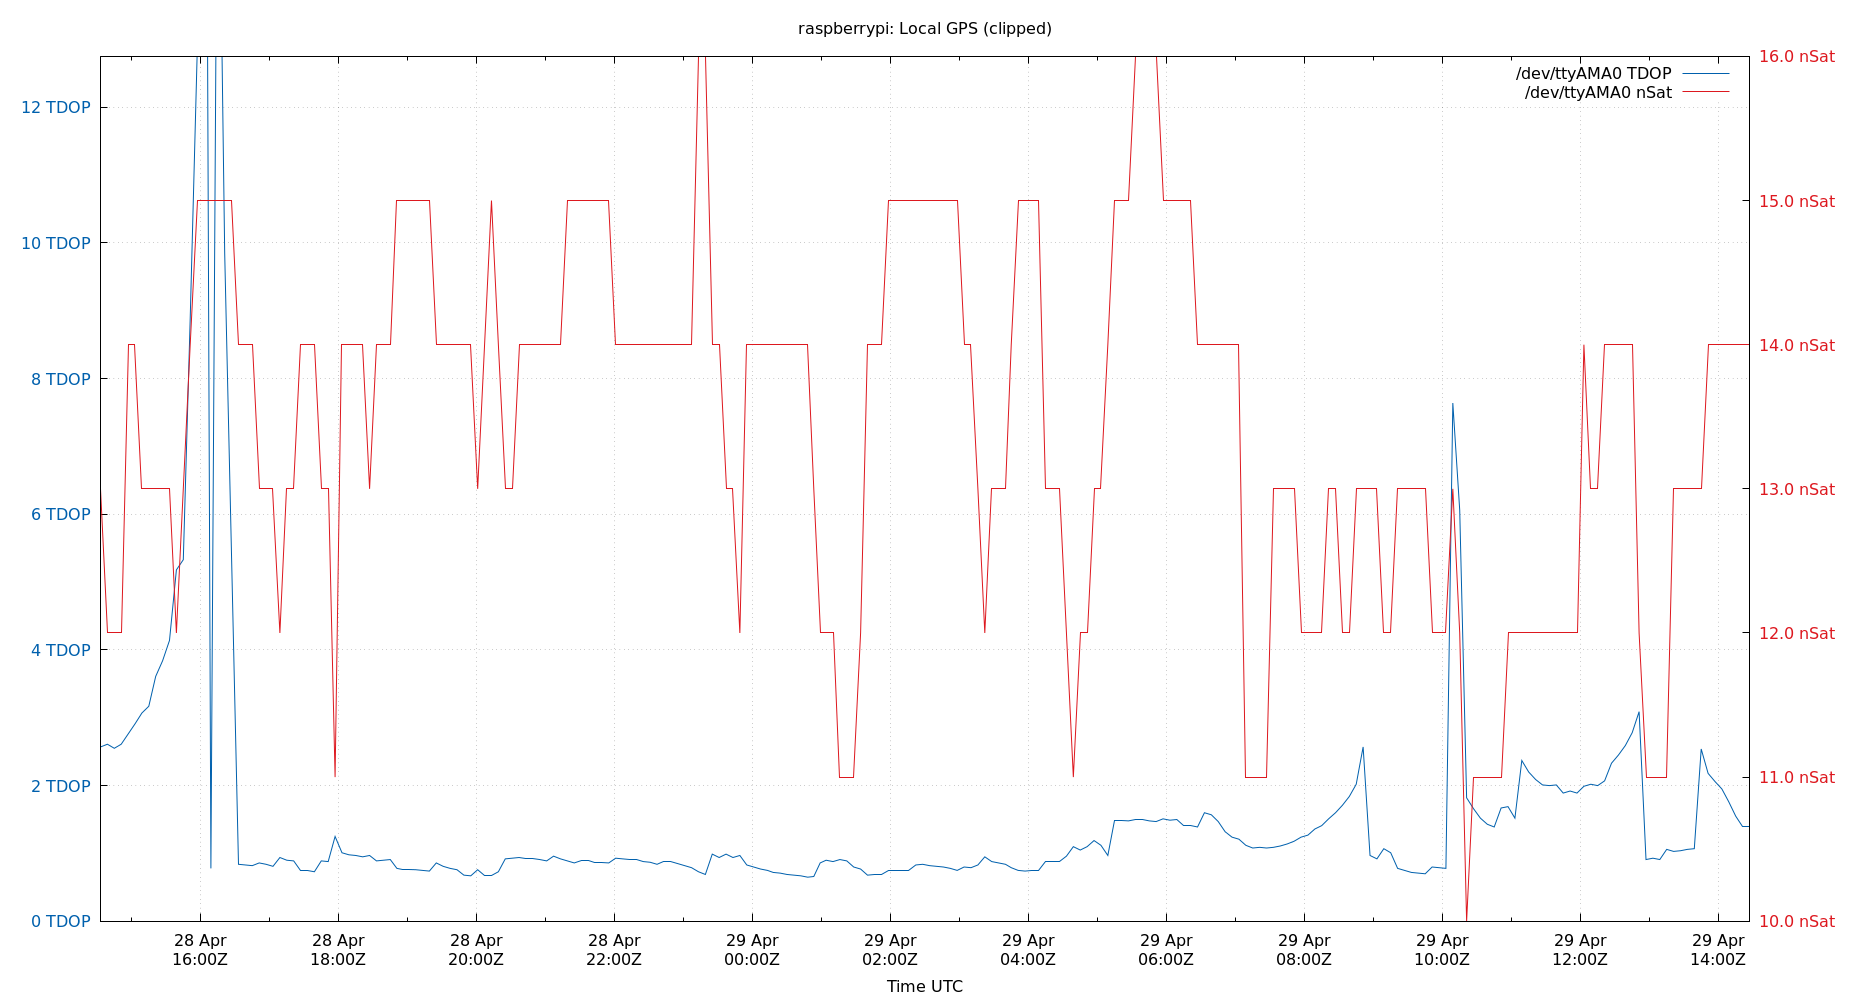 raspberrypi: Local GPS (clipped)
/dev/ttyAMA0 TDOP
/dev/ttyAMA0 nSat
12 TDOP
10 TDOP
8 TDOP
6 TDOP
4 TDOP
2 TDOP
0 TDOP
16.0 nSat
15.0 nSat
14.0 nSat
13.0 nSat
12.0 nSat
11.0 nSat
10.0 nSat
28 Apr
16:00Z
28 Apr
18:00Z
28 Apr
20:00Z
28 Apr
22:00Z
29 Apr
00:00Z
29 Apr
02:00Z
29 Apr
04:00Z
29 Apr
06:00Z
29 Apr
08:00Z
29 Apr
10:00Z
29 Apr
12:00Z
29 Apr
14:00Z
Time UTC